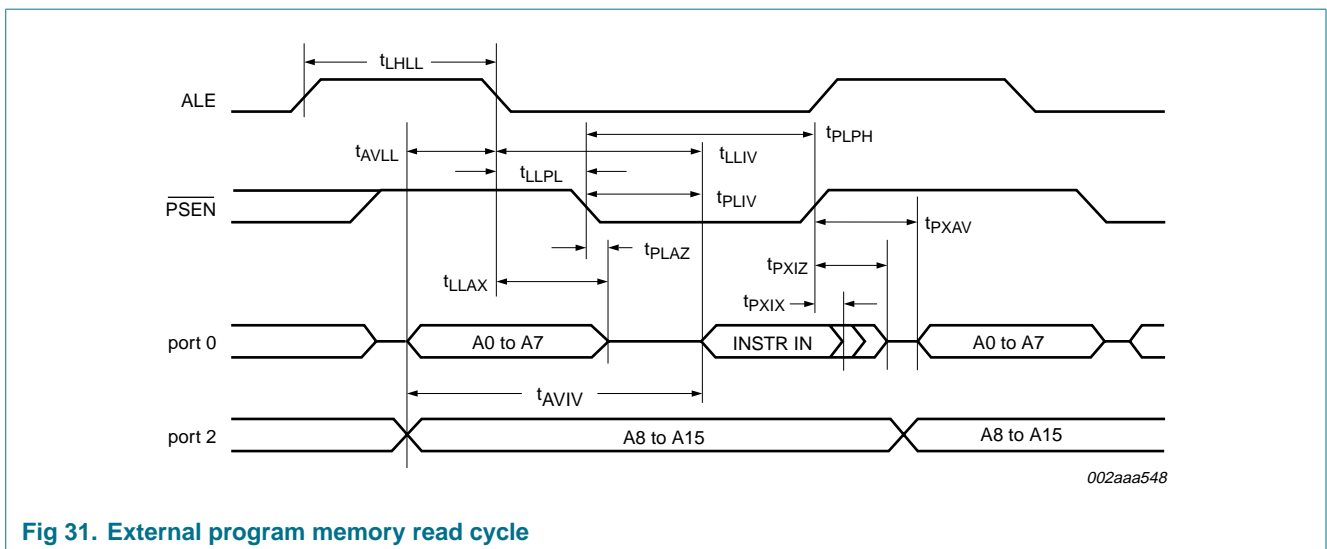 tLHLL
ALE
tPLPH
tAVLL
tLLIV
tLLPL
PSEN
tPLIV
tPXAV
tPLAZ
tPXIZ
tLLAX
tPXIX
port 0
A0 to A7
INSTR IN
A0 to A7
tAVIV
port 2
A8 to A15
A8 to A15
002aaa548
Fig 31. External program memory read cycle